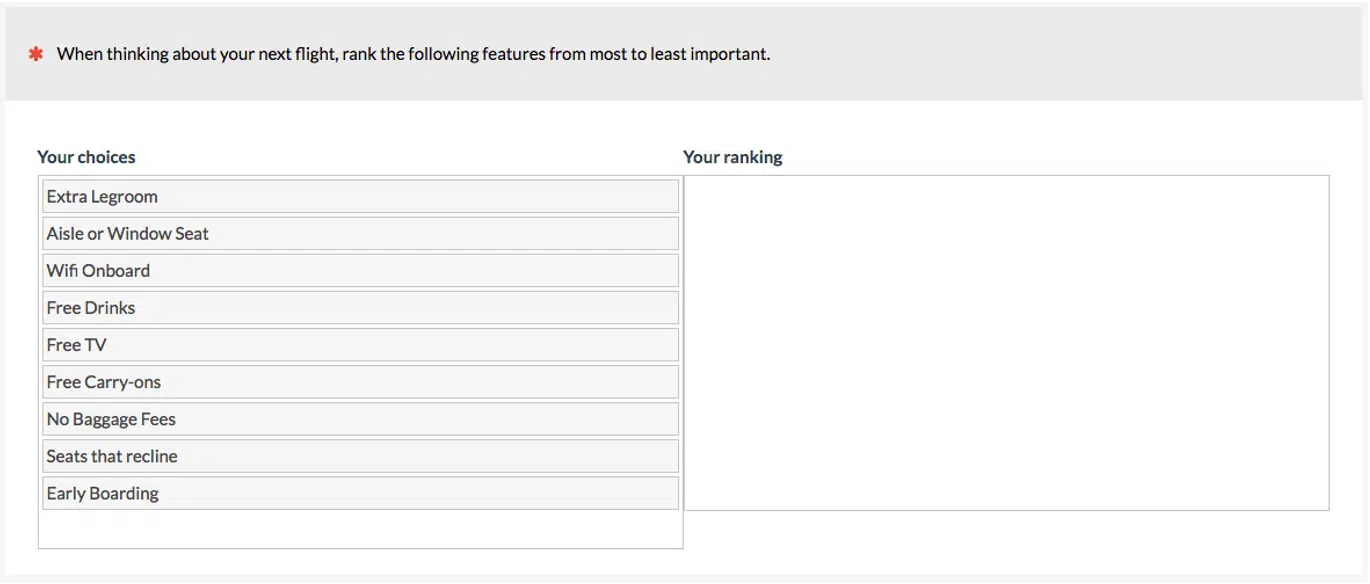 * When thinking about your next flight, rank the following features from most to least important.
Your choices
Extra Legroom
Aisle or Window Seat
Wifi Onboard
Free Drinks
Free TV
Free Carry-ons
No Baggage Fees
Seats that recline
Early Boarding
Your ranking